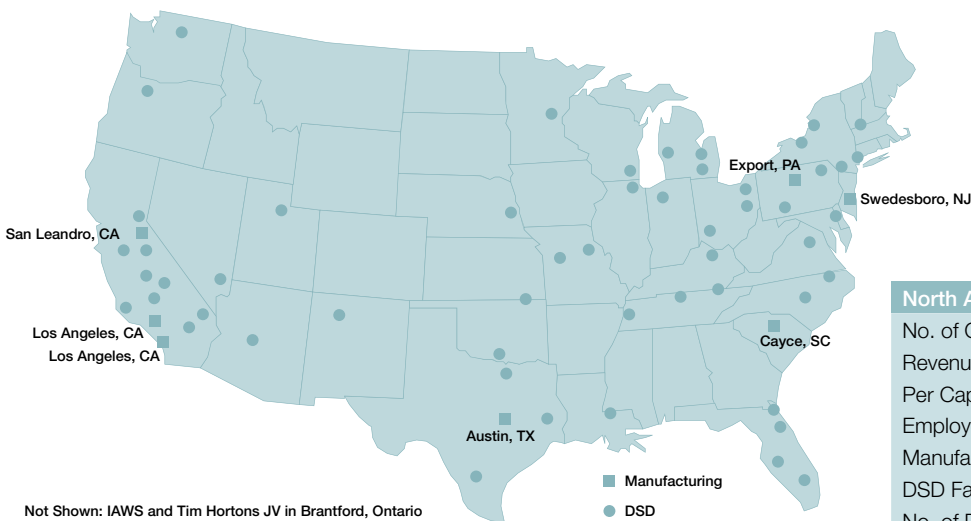 Export, PA
Swedesboro, NJ
San Leandro, CA
Los Angeles, CA
Los Angeles, CA
Cayce, SC
Austin, TX
Manufacturing
DSD
Not Shown: IAWS and Tim Hortons JV in Brantford, Ontario
North A
No. of
Revenu
Per Cap
Employ
Manufa
DSD Fa